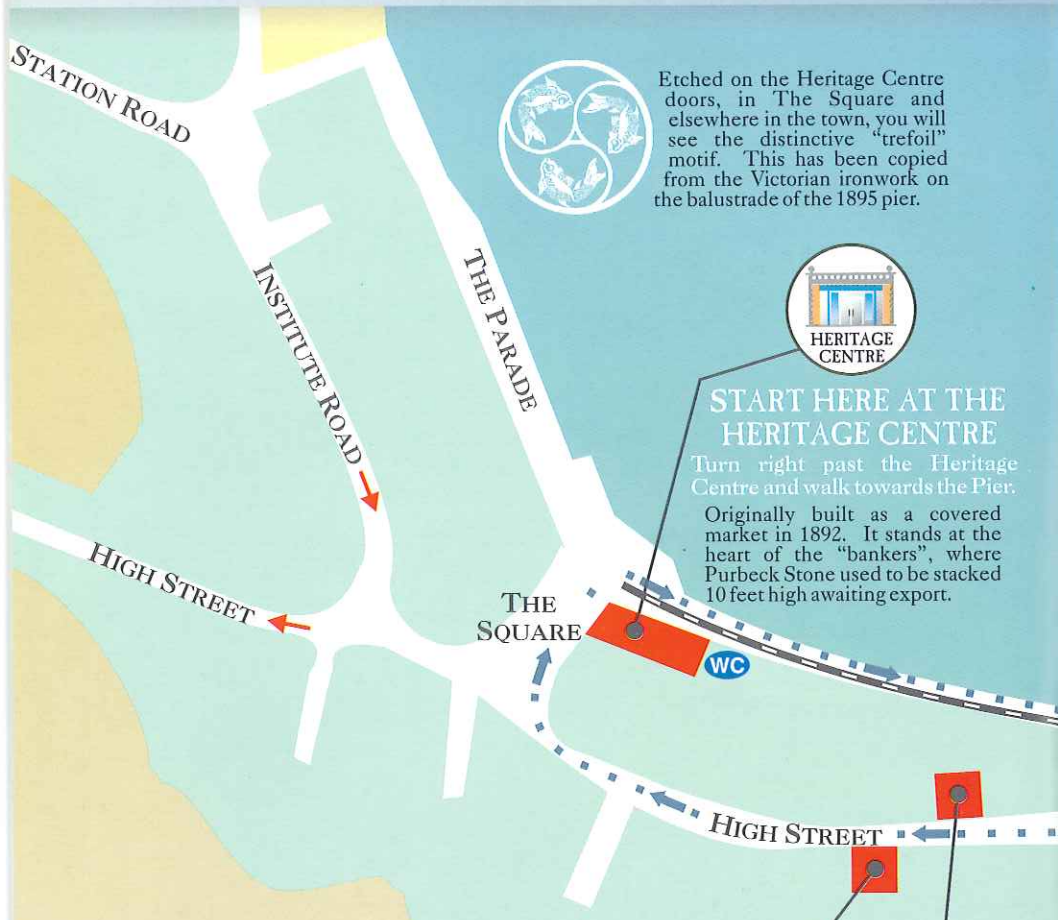 STATION ROAD
Etched on the Heritage Centre
doors, in The Square and
elsewhere in the town, you will
see the distinctive “trefoil”
motif. This has been copied
from the Victorian ironwork on
the balustrade of the 1895 pier.
INSTITUTE ROAD
THE PARADE
HERITAGE
CENTRE
START HERE AT THE
HERITAGE CENTRE
Turn right past the Heritage
Centre and walk towards the Pier.
Originally built as a covered
market in 1892. It stands at the
heart of the “bankers”, where
Purbeck Stone used to be stacked
10 feet high awaiting export.
HIGH STREET
THE
SQUARE
WC
HIGH STREET